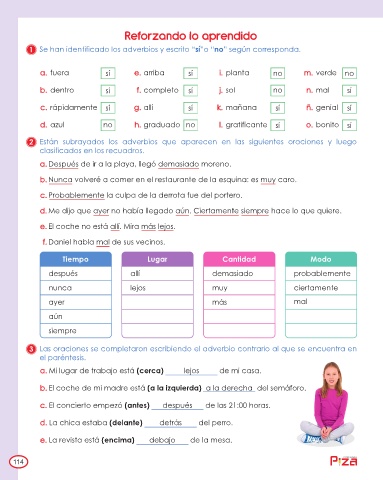 Reforzando lo aprendido
1 Se han identificado los adverbios y escrito "sí"o "no" según corresponda.
a. fuera sí e. arriba sí i. planta no m. verde no
b. dentro sí f. completo sí j. sol no n. mal sí
c. rápidamente sí g. allí sí k. mañana sí ñ. genial sí
d. azul no h. graduado no l. gratificante sí o. bonito sí
2 Están subrayados los adverbios que aparecen en las siguientes oraciones y luego
clasificados en los recuadros.
a. Después de ir a la playa, llegó demasiado moreno.
b. Nunca volveré a comer en el restaurante de la esquina: es muy caro.
c. Probablemente la culpa de la derrota fue del portero.
d. Me dijo que ayer no había llegado aún. Ciertamente siempre hace lo que quiere.
e. El coche no está allí. Mira más lejos.
f. Daniel habla mal de sus vecinos.
Tiempo Lugar Cantidad Modo
después allí demasiado probablemente
nunca lejos muy ciertamente
ayer más mal
aún
siempre
3 Las oraciones se completaron escribiendo el adverbio contrario al que se encuentra en
el paréntesis.
a. Mi lugar de trabajo está (cerca) lejos de mi casa.
b. El coche de mi madre está (a la izquierda) a la derecha del semáforo.
c. El concierto empezó (antes) después de las 21:00 horas.
d. La chica estaba (delante) detrás del perro.
e. La revista está (encima) debajo de la mesa.
114